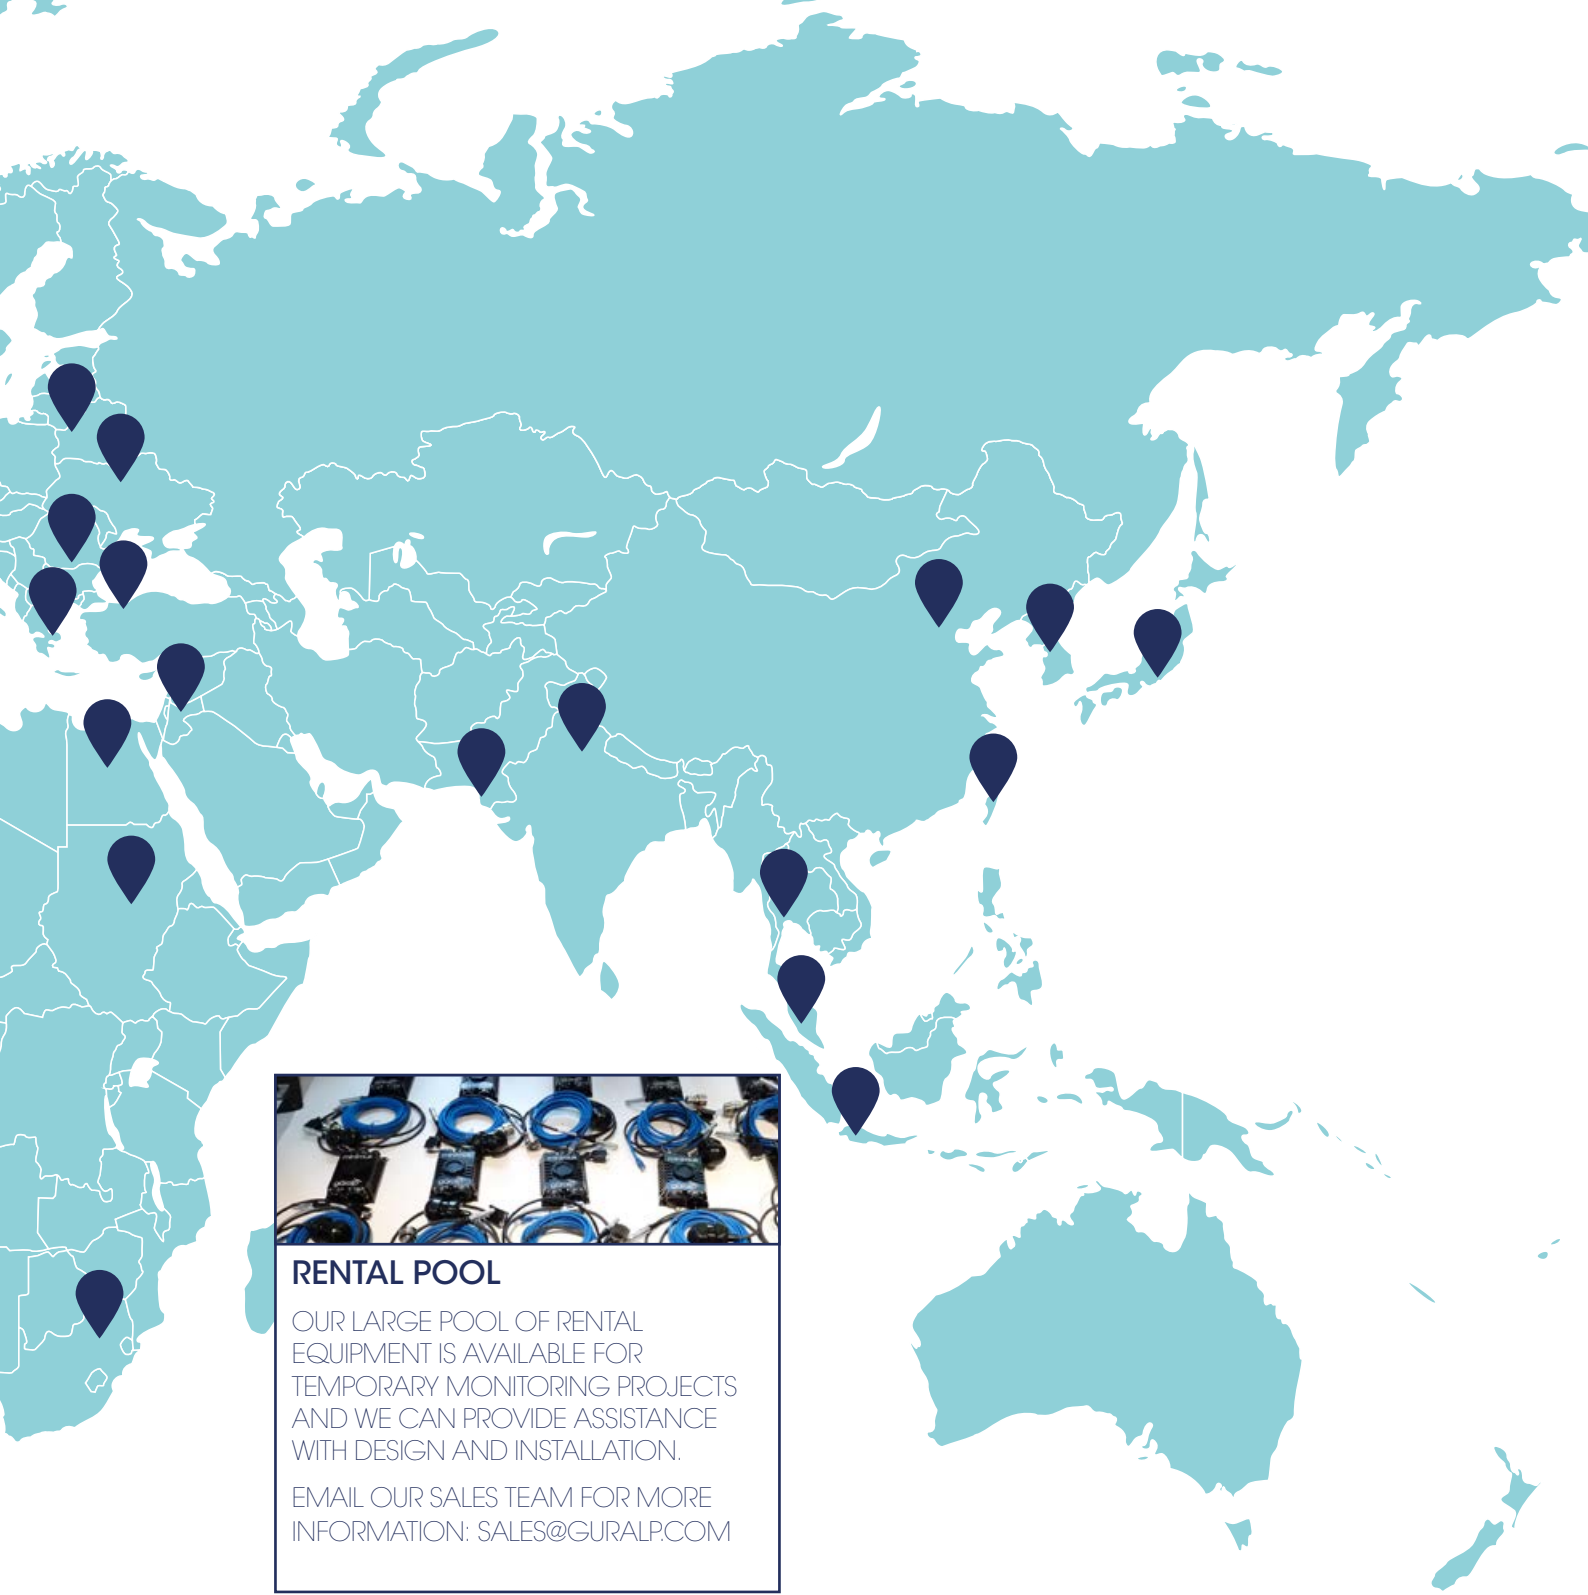 RENTAL POOL
OUR LARGE POOL OF RENTAL
EQUIPMENT IS AVAILABLE FOR
TEMPORARY MONITORING PROJECTS
AND WE CAN PROVIDE ASSISTANCE
WITH DESIGN AND INSTALLATION.
EMAIL OUR SALES TEAM FOR MORE
INFORMATION: SALES@GURALP.COM